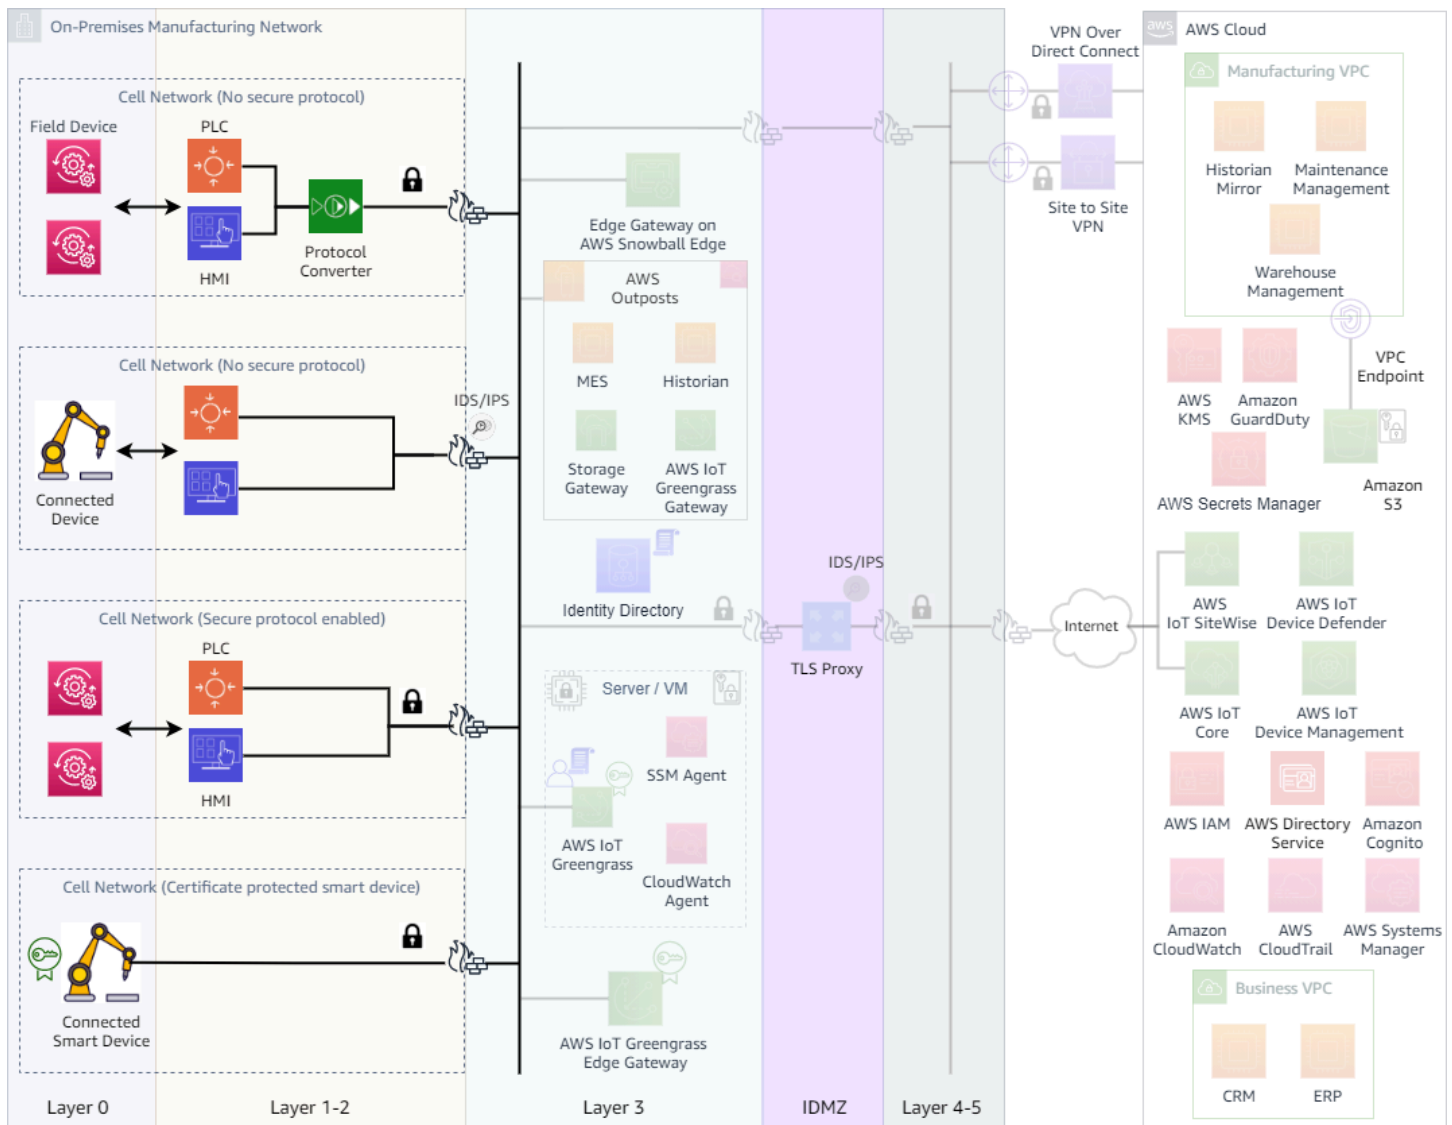 On-Premises Manufacturing Network
Cell Network (No secure protocol)
Field Device
PLC
HMI
Protocol
Converter
Cell Network (No secure protocol)
Connected
Device
IDS/IPS
Cell Network (Secure protocol enabled)
PLC
HMI
Cell Network (Certificate protected smart device)
Connected
Smart Device
Edge Gateway on
AWS Snowball Edge
AWS
Outposts
MES
Historian
Storage
Gateway
AWS IoT
Greengrass
Gateway
Identity Directory
Server / VM
SSM Agent
AWS IoT
Greengrass
CloudWatch
Agent
AWS IoT Greengrass
Edge Gateway
IDS/IPS
TLS Proxy
VPN Over
Direct Connect
Site to Site
VPN
Internet
aws
AWS Cloud
Manufacturing VPC
Historian
Mirror
Maintenance
Management
Warehouse
Management
VPC
Endpoint
AWS
KMS
Amazon
GuardDuty
AWS Secrets Manager
Amazon
S3
AWS
IoT SiteWise
AWS IoT
Device Defender
AWS IoT
Core
AWS IoT
Device Management
AWS IAM
AWS Directory
Service
Amazon
Cognito
Amazon
CloudWatch
AWS
CloudTrail
AWS Systems
Manager
Business VPC
CRM
ERP
Layer 0
Layer 1-2
Layer 3
IDMZ
Layer 4-5